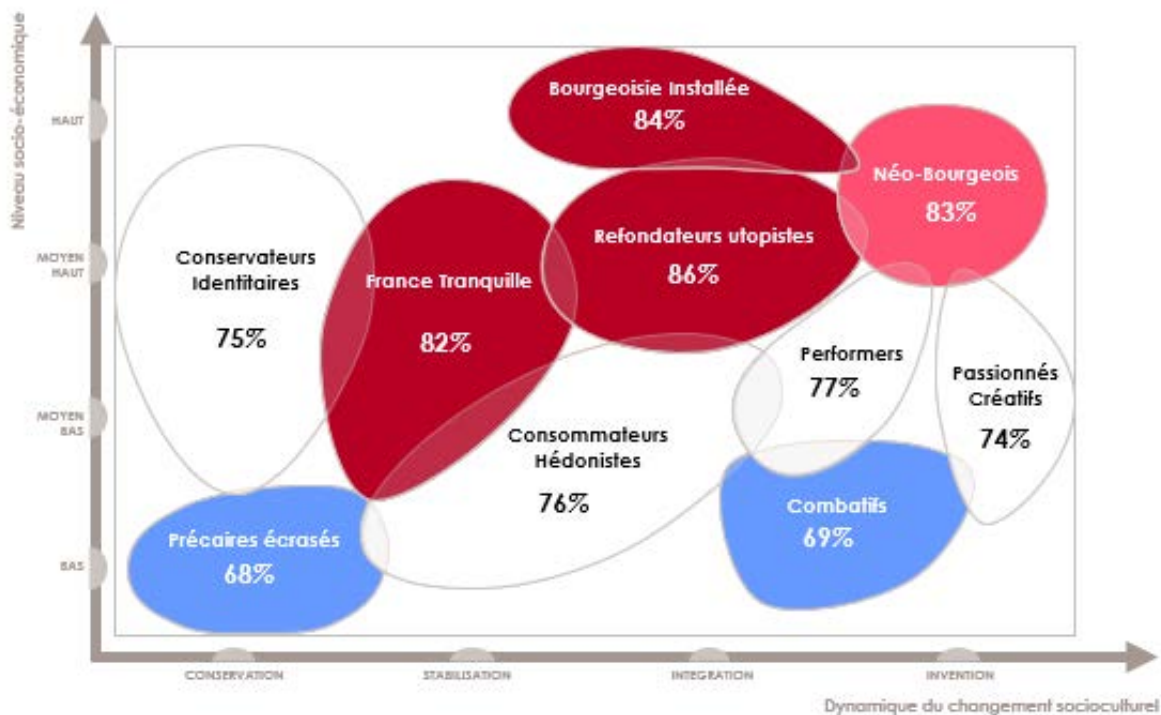 Niveau socio-économique
HAUT
MOYEN
HAUT
MOYEN
BAS
BAS
Bourgeoisie Installée
84%
Néo-Bourgeois
83%
Refondateurs utopistes
86%
Conservateurs
Identitaires
75%
France Tranquille
82%
Performers
77%
Passionnés
Créatifs
74%
Consommateurs
Hédonistes
76%
Combatifs
69%
Précaires écrasés
68%
CONSERVATION
STABILISATION
INTEGRATION
INVENTION
Dynamique du changement socioculturel